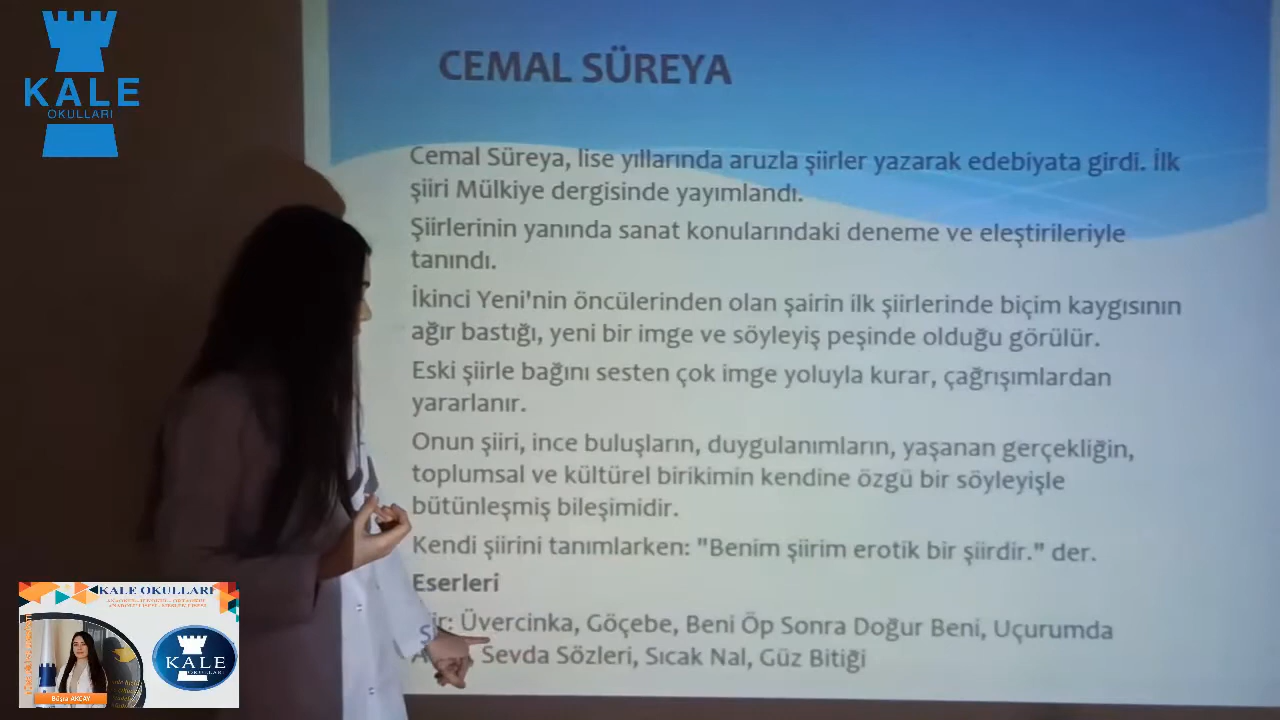 KALE
OKULLARI
CEMAL SÜREYA
Cemal Süreya, lise yıllarında aruzla şiirler yazarak edebiyata girdi. İlk
şiiri Mülkiye dergisinde yayımlandı.
Şiirlerinin yanında sanat konularındaki deneme ve eleştirileriyle
tanındı.
İkinci Yeni'nin öncülerinden olan şairin ilk şiirlerinde biçim kaygısının
ağır bastığı, yeni bir imge ve söyleyiş peşinde olduğu görülür.
Eski şiirle bağını sesten çok imge yoluyla kurar, çağrışımlardan
yararlanır.
Onun şiiri, ince buluşların, duygulanımların, yaşanan gerçekliğin,
toplumsal ve kültürel birikimin kendine özgü bir söyleyişle
bütünleşmiş bileşimidir.
Kendi şiirini tanımlarken: "Benim şiirim erotik bir şiirdir." der.
Eserleri
Üvercinka, Göçebe, Beni Öp Sonra Doğur Beni, Uçurumda
Sevda Sözleri, Sıcak Nal, Güz Bitiği
KALE OKULLARI
KALE
OKULLARI
Büşra AKÇAY